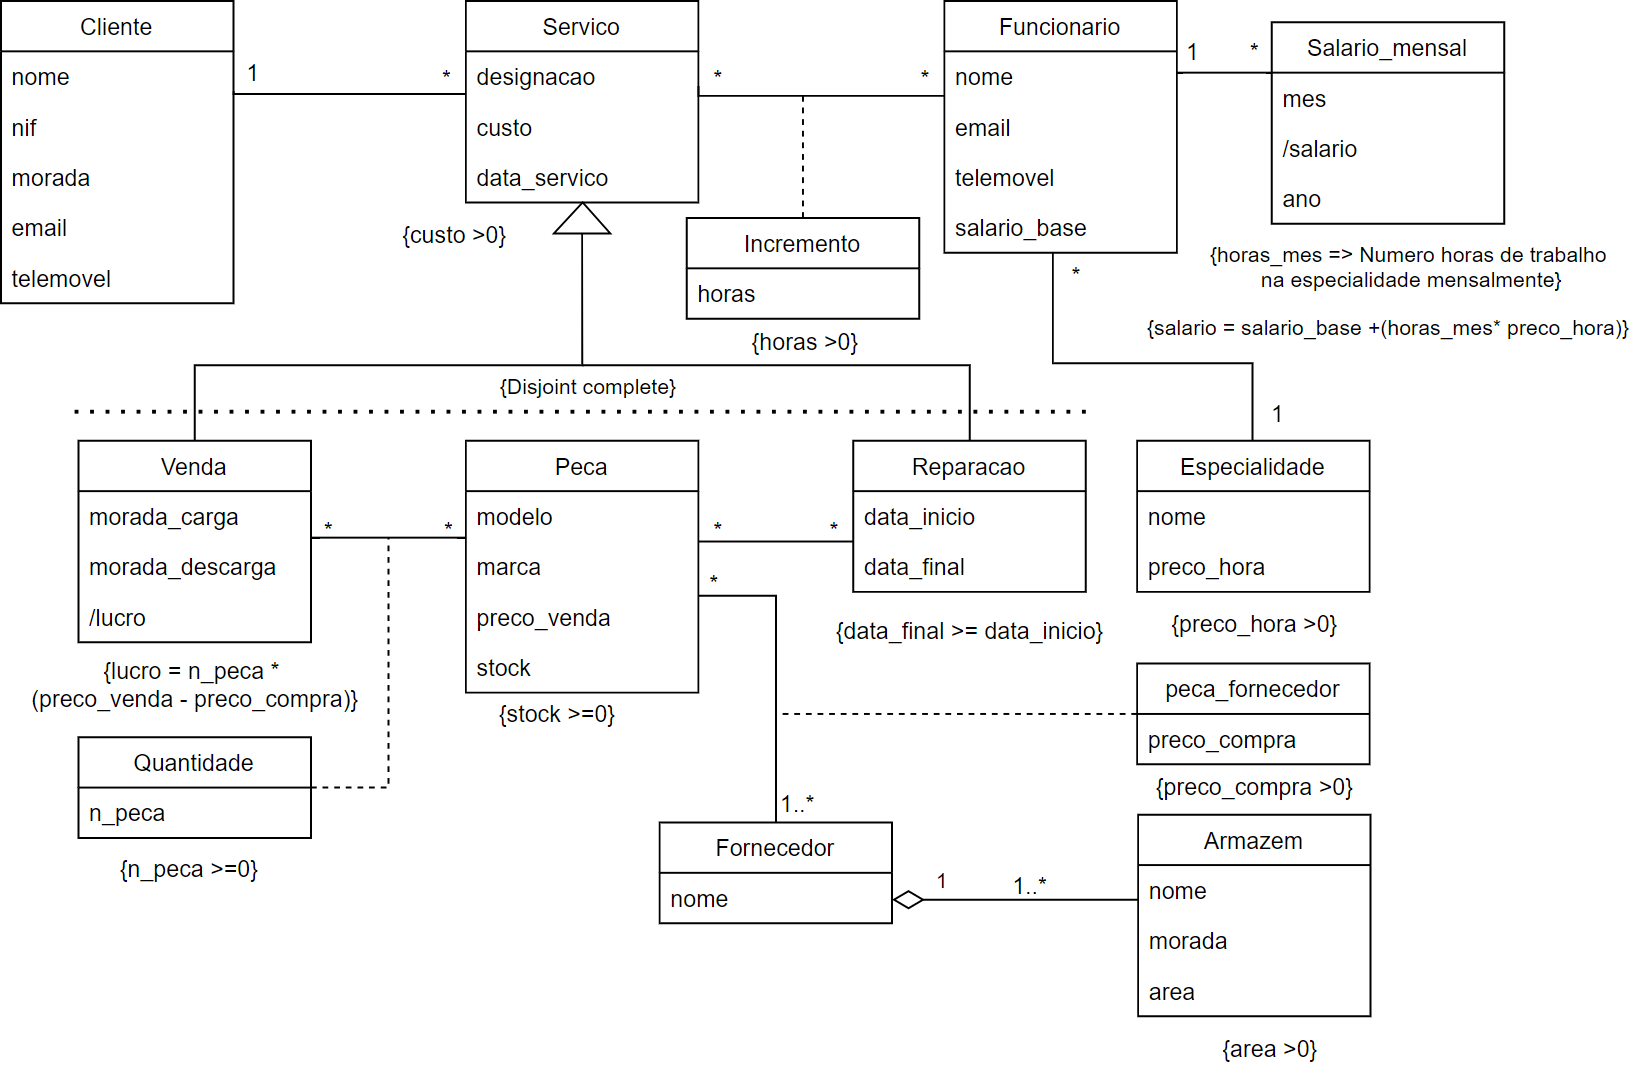 Cliente
nome
nif
morada
email
telemovel
1
*
Servico
designacao
custo
data_servico
{custo >0}
*
*
Incremento
horas
{horas >0}
Funcionario
nome
email
telemovel
salario_base
1
*
Salario_mensal
mes
/salario
ano
{horas_mes => Numero horas de trabalho
na especialidade mensalmente}
{salario = salario_base +(horas_mes* preco_hora)}
*
1
{Disjoint complete}
Venda
morada_carga
morada_descarga
/lucro
{lucro = n_peca *
(preco_venda - preco_compra)}
*
*
Quantidade
n_peca
{n_peca >=0}
Peca
modelo
marca
preco_venda
stock
{stock >=0}
*
*
*
Reparacao
data_inicio
data_final
{data_final >= data_inicio}
Especialidade
nome
preco_hora
{preco_hora >0}
peca_fornecedor
preco_compra
{preco_compra >0}
1..*
Fornecedor
nome
1
1..*
Armazem
nome
morada
area
{area >0}